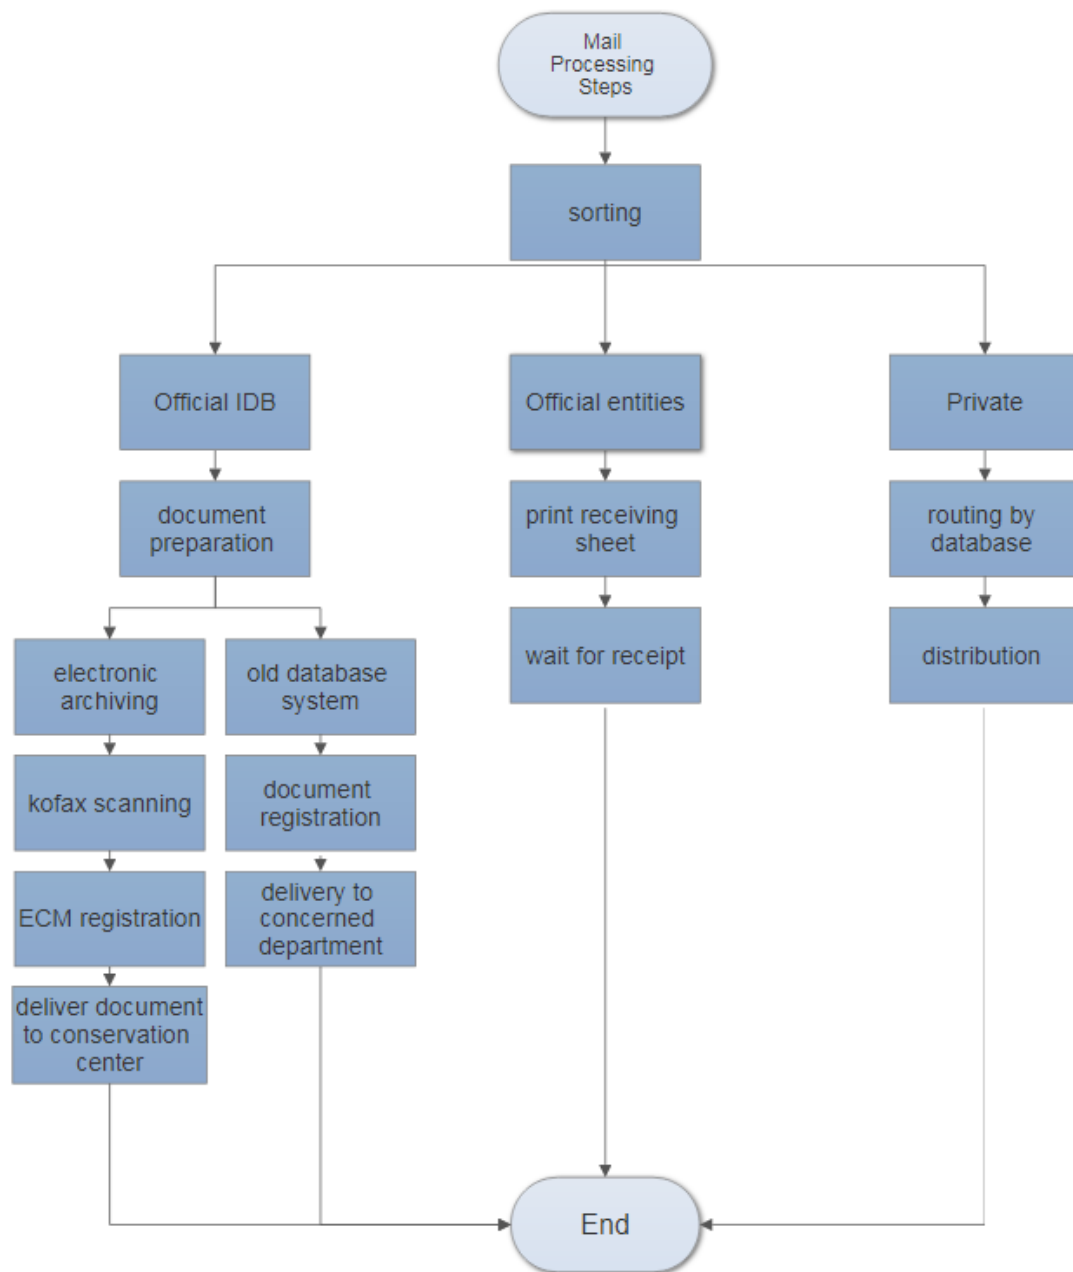 Mail
Processing
Steps
sorting
Official IDB
Official entities
Private
document
preparation
print receiving
sheet
routing by
database
electronic
archiving
old database
system
wait for receipt
distribution
kofax scanning
document
registration
ECM registration
delivery to
concerned
department
deliver document
to conservation
center
End